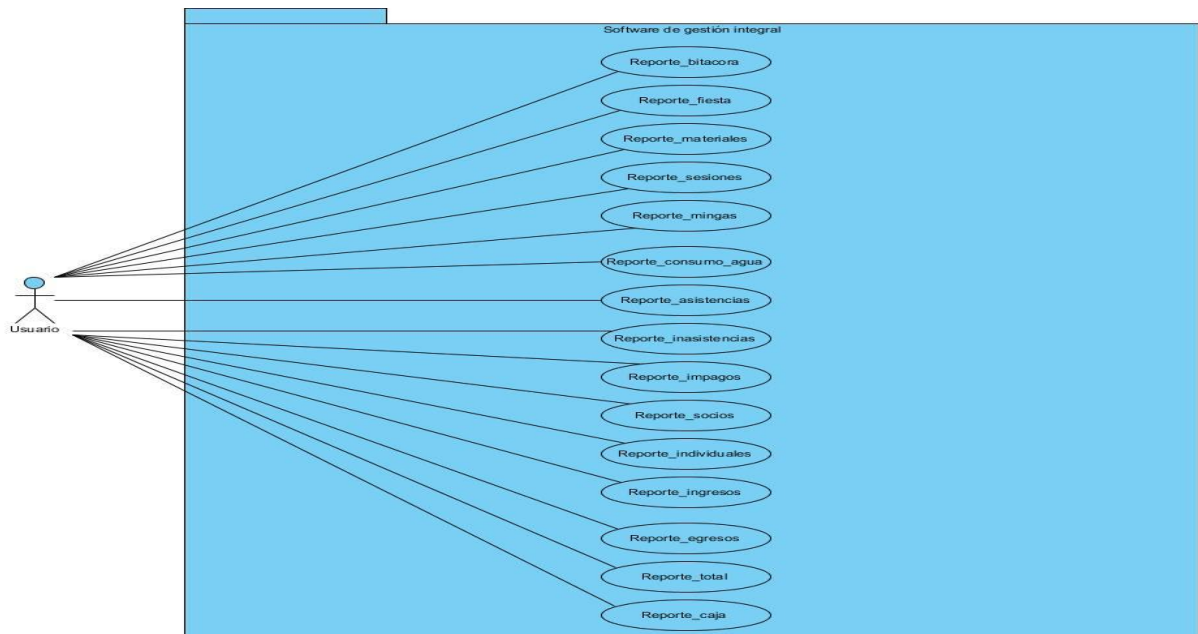 Software de gestión integral
Reporte_bitacora
Reporte_fiesta
Reporte_materiales
Reporte_sesiones
Reporte_mingas
Reporte_consumo_agua
Reporte_asistencias
Usuario
Reporte_inasistencias
Reporte_impagos
Reporte_socios
Reporte_individuales
Reporte_ingresos
Reporte_egresos
Reporte_total
Reporte_caja